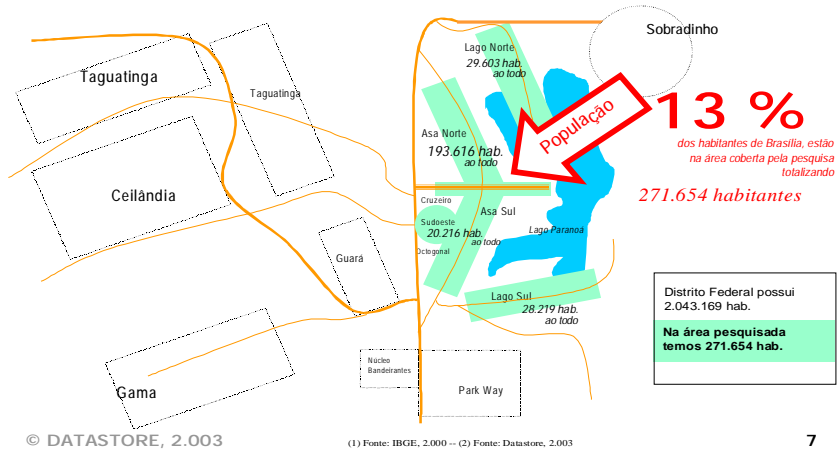 Sobradinho
Lago Norte
29.603 hab.
ao todo
Taguatinga
Taguatinga
População
13 %
dos habitantes de Brasília, estão
na área coberta pela pesquisa
totalizando
271.654 habitantes
Asa Norte
193.616 hab.
ao todo
Ceilândia
Cruzeiro
Asa Sul
Sudoeste
20.216 hab.
ao todo
Lago Paranoá
Octogonal
Guará
Lago Sul
28.219 hab.
ao todo
Distrito Federal possui
2.043.169 hab.
Na área pesquisada
temos 271.654 hab.
Núcleo
Bandeirantes
Park Way
Gama
© DATASTORE, 2.003
(1) Fonte: IBGE, 2.000 -- (2) Fonte: Datastore, 2.003
7